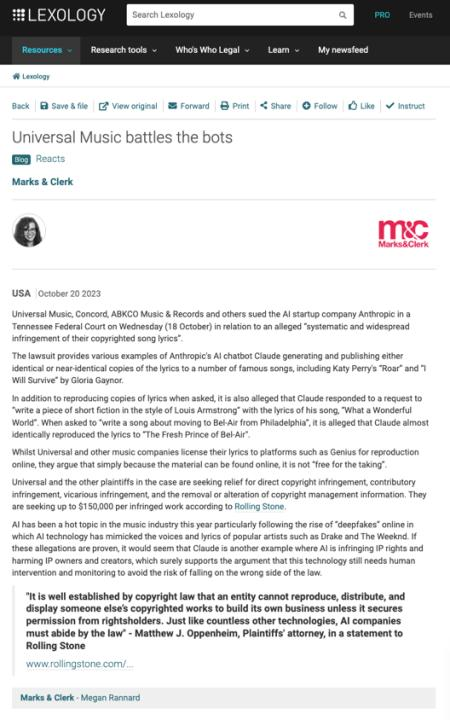 LEXOLOGY
Search Lexology
PRO
Events
Resources
Research tools
Who's Who Legal
Learn
My newsfeed
Lexology
Back
Save & file
View original
Forward
Print
Share
Follow
Like
Instruct
Universal Music battles the bots
Blog Reacts
Marks & Clerk
m&c
Marks&Clerk
USA October 20 2023
Universal Music, Concord, ABKCO Music & Records and others sued the AI startup company Anthropic in a
Tennessee Federal Court on Wednesday (18 October) in relation to an alleged "systematic and widespread
infringement of their copyrighted song lyrics".
The lawsuit provides various examples of Anthropic's AI chatbot Claude generating and publishing either
identical or near-identical copies of the lyrics to a number of famous songs, including Katy Perry's "Roar" and "I
Will Survive" by Gloria Gaynor.
In addition to reproducing copies of lyrics when asked, it is also alleged that Claude responded to a request to
"write a piece of short fiction in the style of Louis Armstrong" with the lyrics of his song, "What a Wonderful
World". When asked to "write a song about moving to Bel-Air from Philadelphia", it is alleged that Claude almost
identically reproduced the lyrics to "The Fresh Prince of Bel-Air".
Whilst Universal and other music companies license their lyrics to platforms such as Genius for reproduction
online, they argue that simply because the material can be found online, it is not "free for the taking".
Universal and the other plaintiffs in the case are seeking relief for direct copyright infringement, contributory
infringement, vicarious infringement, and the removal or alteration of copyright management information. They
are seeking up to $150,000 per infringed work according to Rolling Stone.
AI has been a hot topic in the music industry this year particularly following the rise of "deepfakes" online in
which AI technology has mimicked the voices and lyrics of popular artists such as Drake and The Weeknd. If
these allegations are proven, it would seem that Claude is another example where AI is infringing IP rights and
harming IP owners and creators, which surely supports the argument that this technology still needs human
intervention and monitoring to avoid the risk of falling on the wrong side of the law.
"It is well established by copyright law that an entity cannot reproduce, distribute, and
display someone else's copyrighted works to build its own business unless it secures
permission from rightsholders. Just like countless other technologies, AI companies
must abide by the law" - Matthew J. Oppenheim, Plaintiffs' attorney, in a statement to
Rolling Stone
www.rollingstone.com/...
Marks & Clerk - Megan Rannard